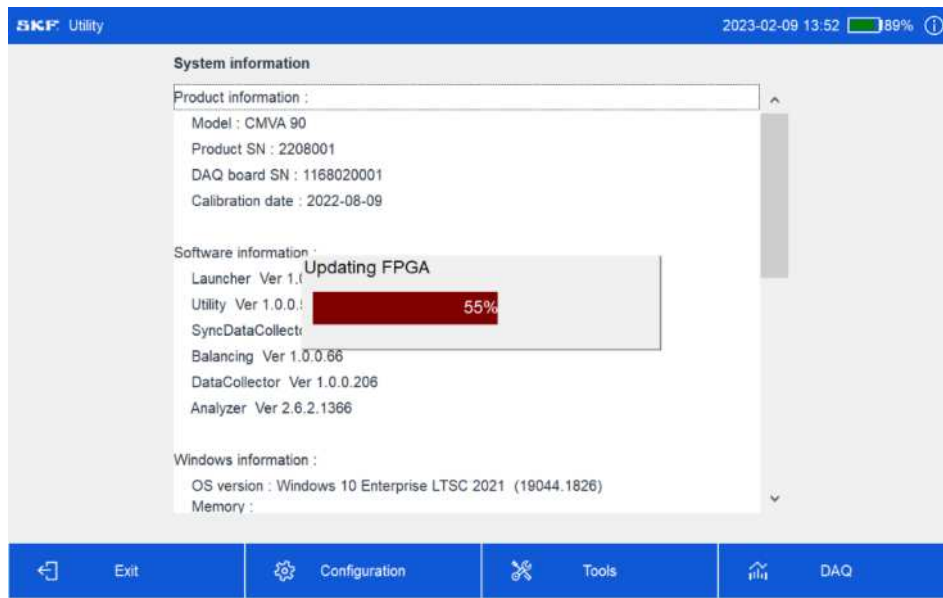 SKF. Utility
2023-02-09 13:52 89%
System information
Product information :
Model : CMVA 90
Product SN : 2208001
DAQ board SN : 1168020001
Calibration date : 2022-08-09
Software information :
Updating FPGA
Launcher Ver
Utility Ver 1.0.0.
55%
Balancing Ver 1.0.0.66
DataCollector Ver 1.0.0.206
Analyzer Ver 2.6.2.1366
Windows information :
OS version : Windows 10 Enterprise LTSC 2021 (19044.1826)
Memory :
Exit
Configuration
Tools
DAQ